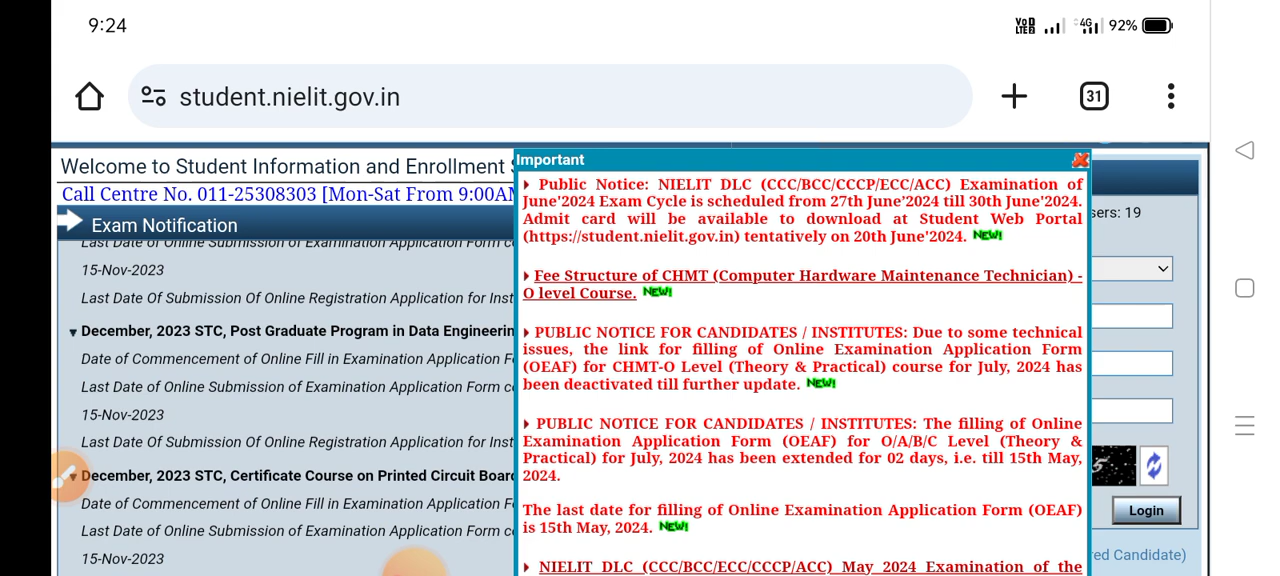 9:24
VoD LTE2 4G 92%
student.nielit.gov.in
31
Welcome to Student Information and Enrollment
Call Centre No. 011-25308303 [Mon-Sat From 9:00AM
Exam Notification
Last Date of Online Submission of Examination Application Form
15-Nov-2023
Last Date Of Submission Of Online Registration Application for Inst
December, 2023 STC, Post Graduate Program in Data Engineerin
Date of Commencement of Online Fill in Examination Application
Last Date of Online Submission of Examination Application Form
15-Nov-2023
Last Date Of Submission Of Online Registration Application for Inst
December, 2023 STC, Certificate Course on Printed Circuit Board
Date of Commencement of Online Fill in Examination Application
Last Date of Online Submission of Examination Application Form
15-Nov-2023
Important
Public Notice: NIELIT DLC (CCC/BCC/CCCP/ECC/ACC) Examination of
June'2024 Exam Cycle is scheduled from 27th June'2024 till 30th June'2024.
Admit card will be available to download at Student Web Portal
(https://student.nielit.gov.in) tentatively on 20th June'2024. NEW!
Fee Structure of CHMT (Computer Hardware Maintenance Technician) -
O level Course. NEW!
PUBLIC NOTICE FOR CANDIDATES / INSTITUTES: Due to some technical
issues, the link for filling of Online Examination Application Form
(OEAF) for CHMT-O Level (Theory & Practical) course for July, 2024 has
been deactivated till further update. NEW!
PUBLIC NOTICE FOR CANDIDATES / INSTITUTES: The filling of Online
Examination Application Form (OEAF) for O/A/B/C Level (Theory &
Practical) for July, 2024 has been extended for 02 days, i.e. till 15th May,
2024.
The last date for filling of Online Examination Application Form (OEAF)
is 15th May, 2024. NEW!
NIELIT DLC (CCC/BCC/ECC/CCCP/ACC) May 2024 Examination of the
sers: 19
5
Login
red Candidate)